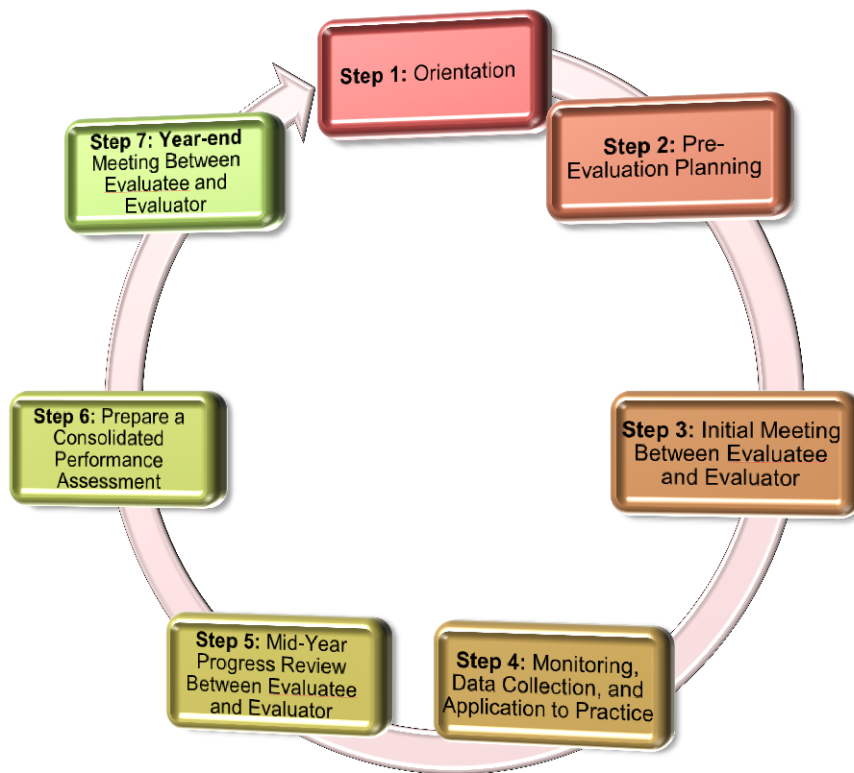 Step 1: Orientation
Step 2: Pre-
Evaluation Planning
Step 3: Initial Meeting
Between Evaluatee
and Evaluator
Step 4: Monitoring,
Data Collection, and
Application to Practice
Step 5: Mid-Year
Progress Review
Between Evaluatee
and Evaluator
Step 6: Prepare a
Consolidated
Performance
Assessment
Step 7: Year-end
Meeting Between
Evaluatee and
Evaluator